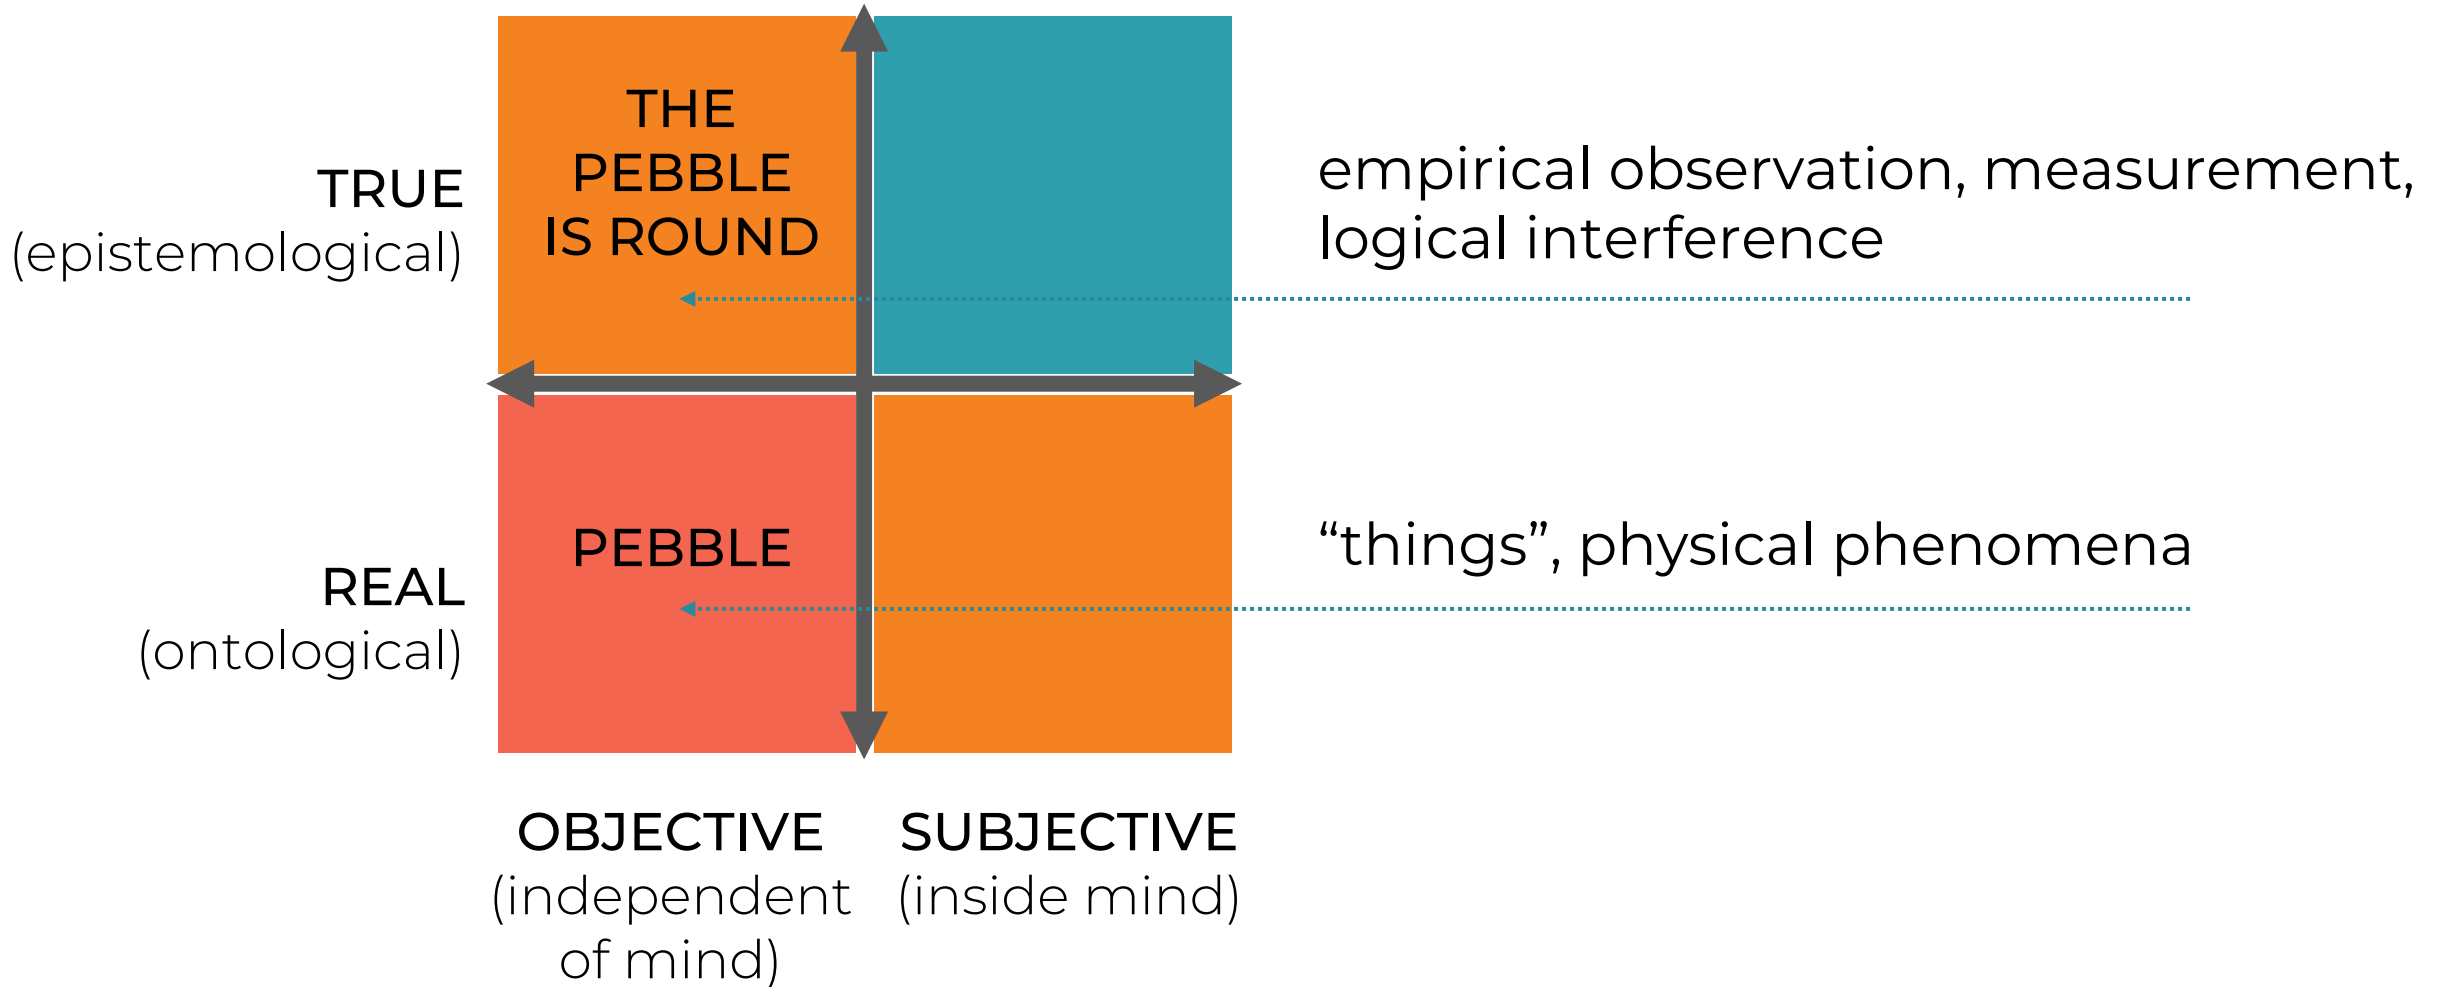 THE
PEBBLE
IS ROUND
TRUE
(epistemological)
empirical observation, measurement,
logical interference
PEBBLE
“things”, physical phenomena
REAL
(ontological)
OBJECTIVE
(independent
of mind)
SUBJECTIVE
(inside mind)